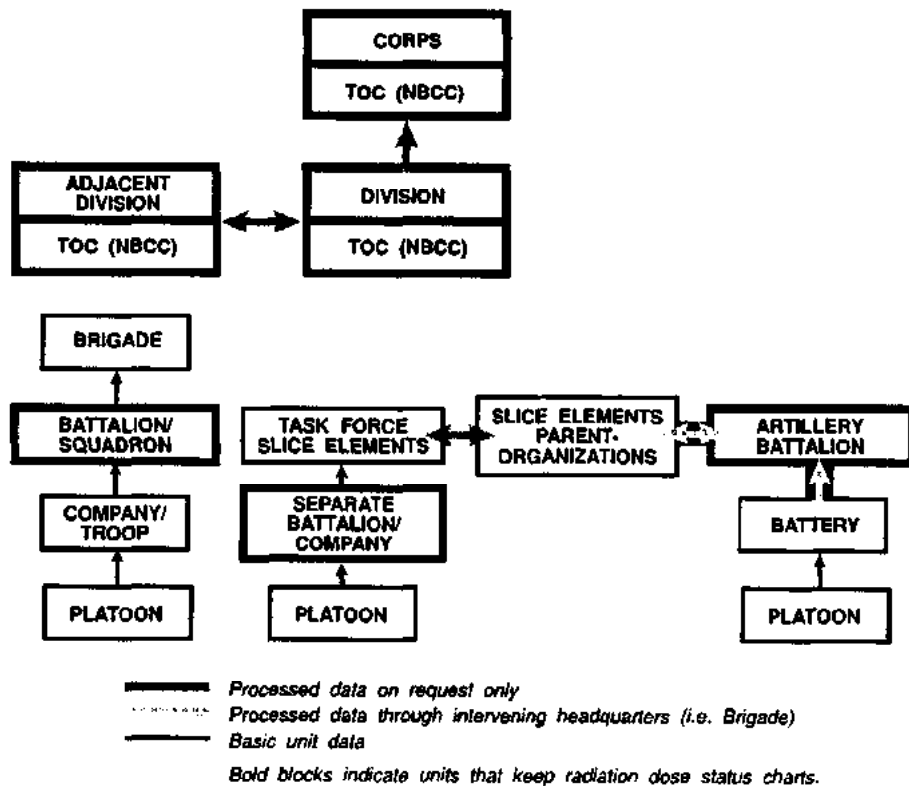 CORPS
TOC (NBCC)
ADJACENT
DIVISION
TOC (NBCC)
DIVISION
TOC (NBCC)
BRIGADE
BATTALION/
SQUADRON
COMPANY/
TROOP
PLATOON
TASK FORCE
SLICE ELEMENTS
SEPARATE
BATTALION/
COMPANY
PLATOON
SLICE ELEMENTS
PARENT-
ORGANIZATIONS
ARTILLERY
BATTALION
BATTERY
PLATOON
Processed data on request only
Processed data through intervening headquarters (i.e. Brigade)
Basic unit data
Bold blocks indicate units that keep radiation dose status charts.